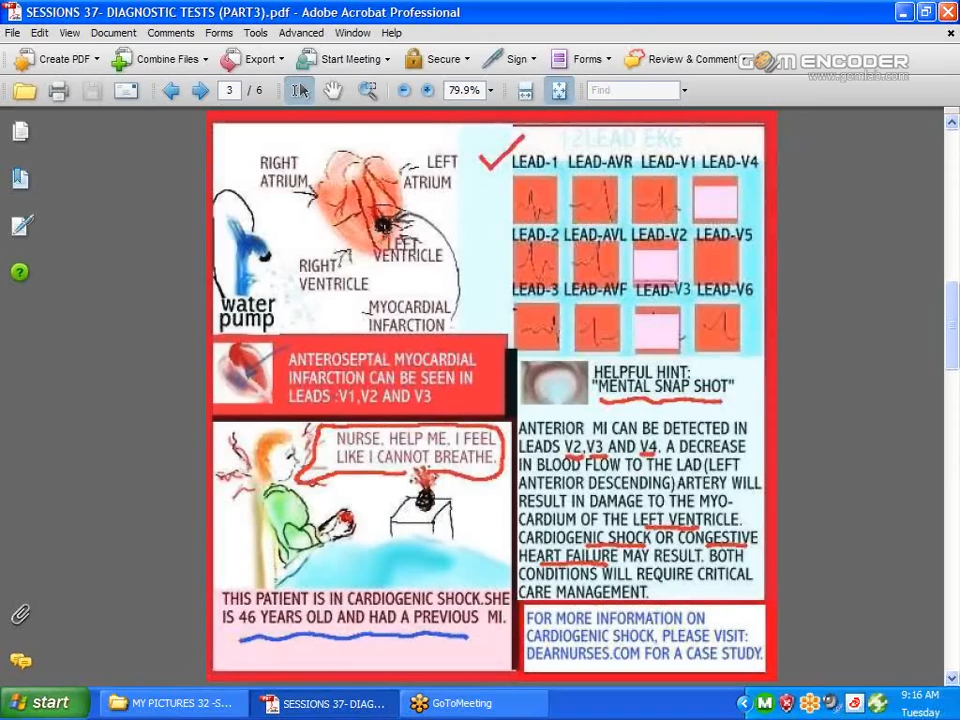 SESSIONS 37- DIAGNOSTIC TESTS (PART3).pdf - Adobe Acrobat Professional
File Edit View Document Comments Forms Tools Advanced Window Help
Create PDF Combine Files Export Start Meeting Secure Sign Forms Review & Comment
GOM ENCODER
www.gomlab.com
3 / 6 79.9% Find
12LEAD EKG
RIGHT
ATRIUM
LEFT
ATRIUM
LEFT
VENTRICLE
RIGHT
VENTRICLE
MYOCARDIAL
INFARCTION
water
pump
LEAD-1 LEAD-AVR LEAD-V1 LEAD-V4
LEAD-2 LEAD-AVL LEAD-V2 LEAD-V5
LEAD-3 LEAD-AVF LEAD-V3 LEAD-V6
ANTEROSEPTAL MYOCARDIAL
INFARCTION CAN BE SEEN IN
LEADS :V1,V2 AND V3
HELPFUL HINT:
"MENTAL SNAP SHOT"
NURSE, HELP ME, I FEEL
LIKE I CANNOT BREATHE.
THIS PATIENT IS IN CARDIOGENIC SHOCK.SHE
IS 46 YEARS OLD AND HAD A PREVIOUS MI.
ANTERIOR MI CAN BE DETECTED IN
LEADS V2,V3 AND V4. A DECREASE
IN BLOOD FLOW TO THE LAD(LEFT
ANTERIOR DESCENDING) ARTERY WILL
RESULT IN DAMAGE TO THE MYO-
CARDIUM OF THE LEFT VENTRICLE.
CARDIOGENIC SHOCK OR CONGESTIVE
HEART FAILURE MAY RESULT. BOTH
CONDITIONS WILL REQUIRE CRITICAL
CARE MANAGEMENT.
FOR MORE INFORMATION ON
CARDIOGENIC SHOCK, PLEASE VISIT:
DEARNURSES.COM FOR A CASE STUDY.
start MY PICTURES 32 -S... SESSIONS 37- DIAG... GoToMeeting
9:16 AM
Tuesday